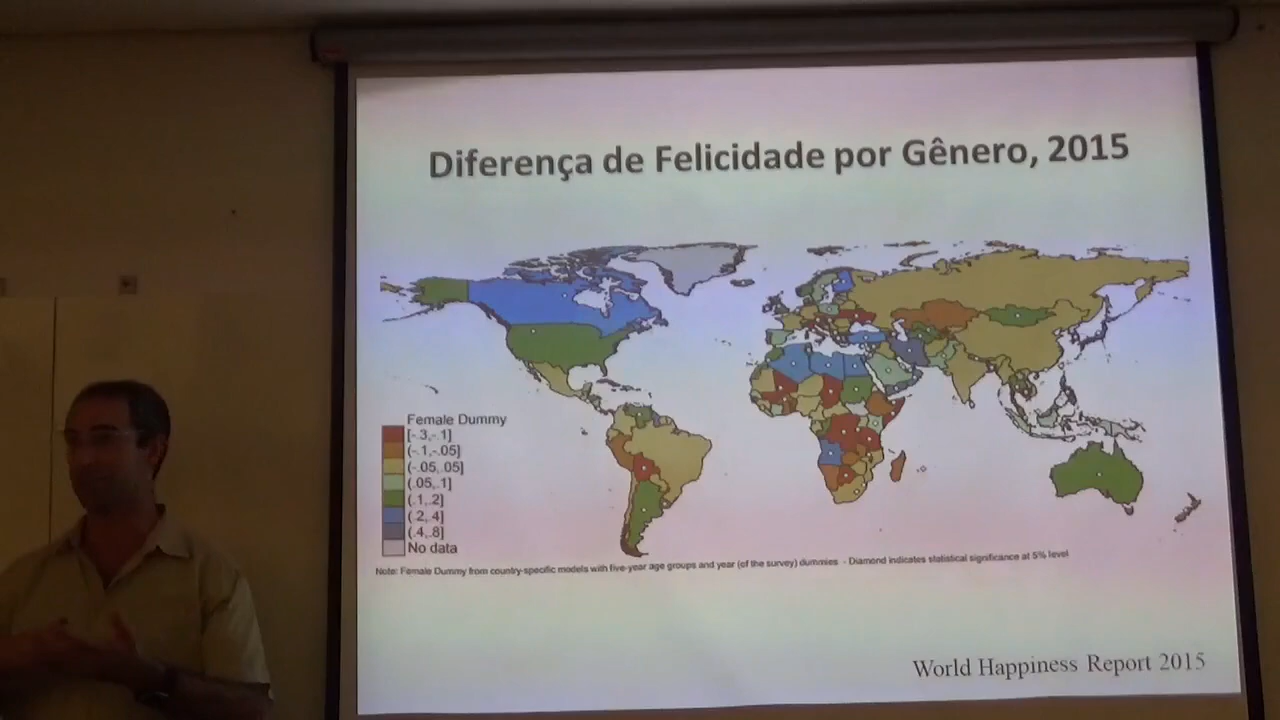 Diferença de Felicidade por Gênero, 2015
Female Dummy
[-.3,-.1]
(-.1,-.05]
(-.05,.05]
(.05,.1]
(.1,.2]
(.2,.4]
(.4,.8]
No data
Note: Female Dummy from country-specific models with five-year age groups and year (of the survey) dummies - Diamond indicates statistical significance at 5% level
World Happiness Report 2015